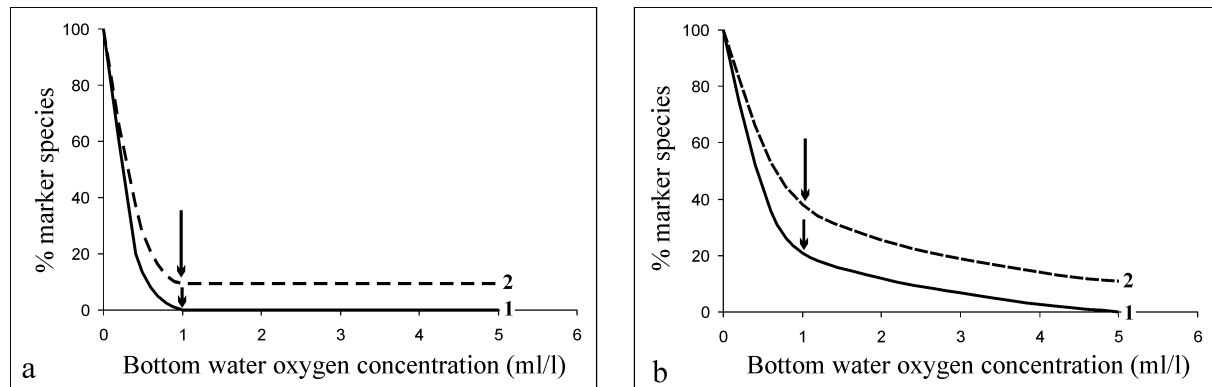 % marker species
100
80
60
40
20
0
2
1
0 1 2 3 4 5 6
Bottom water oxygen concentration (ml/l)
a
% marker species
100
80
60
40
20
0
2
1
0 1 2 3 4 5 6
Bottom water oxygen concentration (ml/l)
b